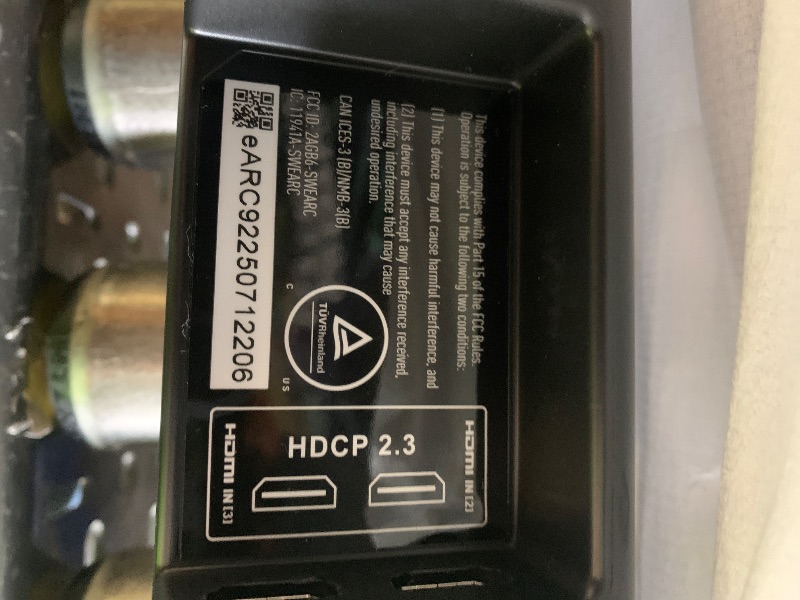 This device complies with Part 15 of the FCC Rules.
Operation is subject to the following two conditions:
(1) This device may not cause harmful interference, and
(2) This device must accept any interference received,
including interference that may cause
undesired operation.
CAN ICES-3 (B)/NMB-3(B)
FCC ID: 2AGB6-SWEARC
IC: 11941A-SWEARC
eARC92250712206
C
TÜVRheinland
US
HDMI IN(2)
HDCP 2.3
HDMI IN(3)